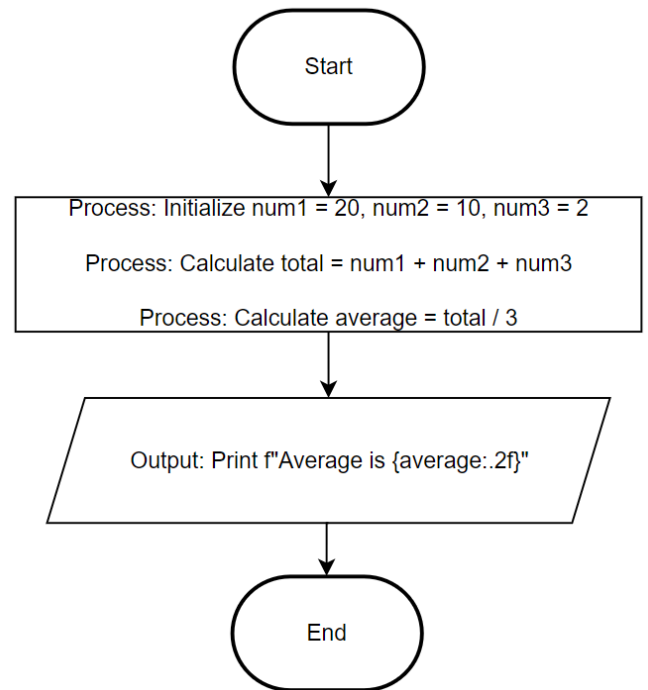 Start
Process: Initialize num1 = 20, num2 = 10, num3 = 2
Process: Calculate total = num1 + num2 + num3
Process: Calculate average = total / 3
Output: Print f"Average is {average:.2f}"
End